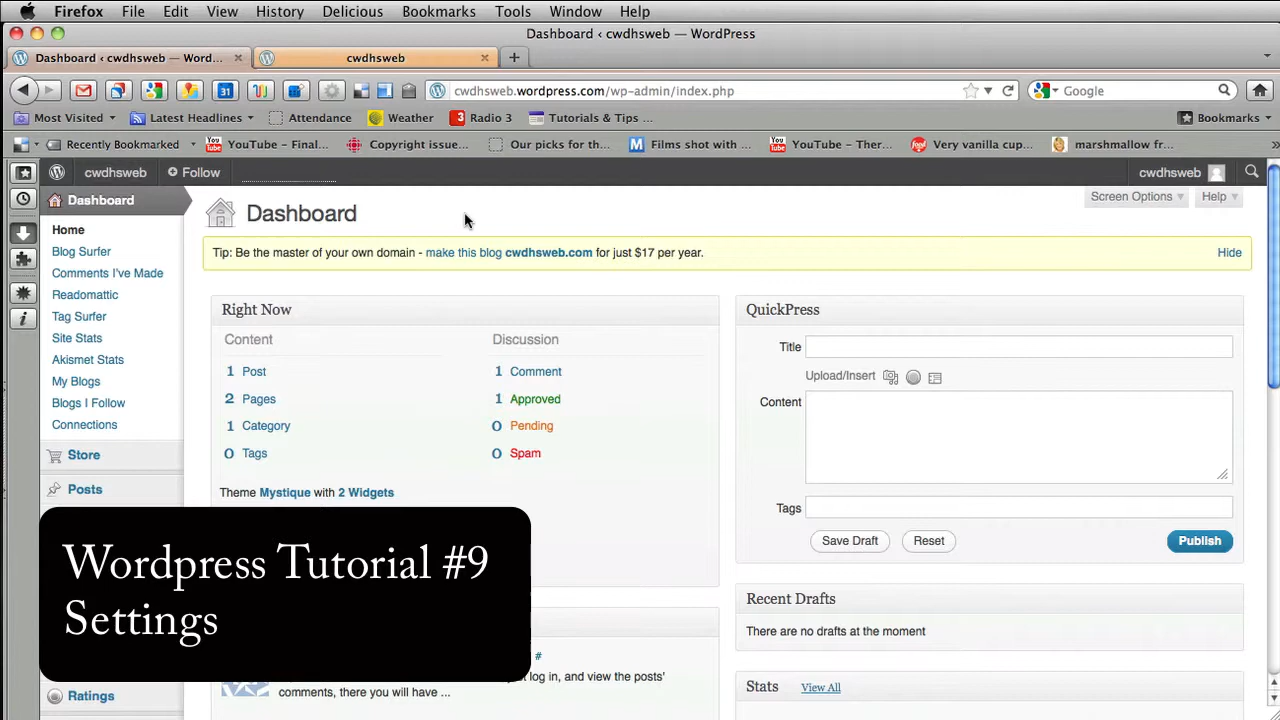 Firefox File Edit View History Delicious Bookmarks Tools Window Help
Dashboard ‹ cwdhsweb — WordPress
Dashboard ‹ cwdhsweb — Word... cwdhsweb
cwdhsweb.wordpress.com/wp-admin/index.php Google
Most Visited Latest Headlines Attendance Weather Radio 3 Tutorials & Tips ... Bookmarks
Recently Bookmarked YouTube – Final... Copyright issue... Our picks for th... Films shot with ... YouTube – Ther... Very vanilla cup... marshmallow fr...
cwdhsweb Follow cwdhsweb
Dashboard
Screen Options Help
Dashboard
Home
Blog Surfer
Comments I've Made
Readomattic
Tag Surfer
Site Stats
Akismet Stats
My Blogs
Blogs I Follow
Connections
Store
Posts
Ratings
Tip: Be the master of your own domain - make this blog cwdhsweb.com for just $17 per year. Hide
Right Now
Content Discussion
1 Post 1 Comment
2 Pages 1 Approved
1 Category 0 Pending
0 Tags 0 Spam
Theme Mystique with 2 Widgets
#
log in, and view the posts'
comments, there you will have ...
QuickPress
Title
Upload/Insert
Content
Tags
Save Draft Reset Publish
Recent Drafts
There are no drafts at the moment
Stats View All
Wordpress Tutorial #9
Settings